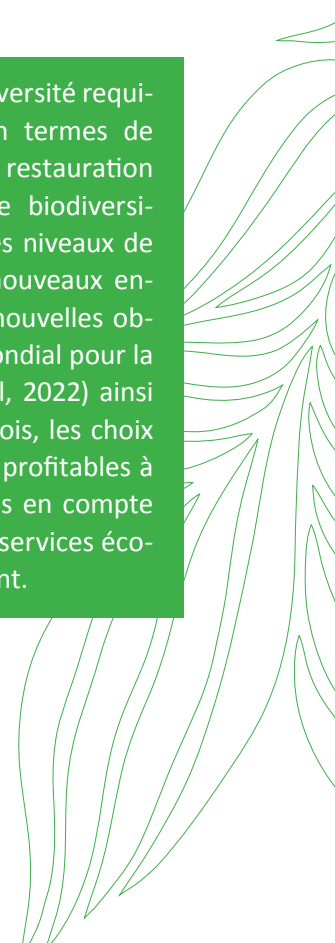 versité requi-
n termes de
restauration
e biodiversi-
es niveaux de
nouveaux en-
nouvelles ob-
ondial pour la
l, 2022) ainsi
ois, les choix
profitables à
s en compte
services éco-
nt.